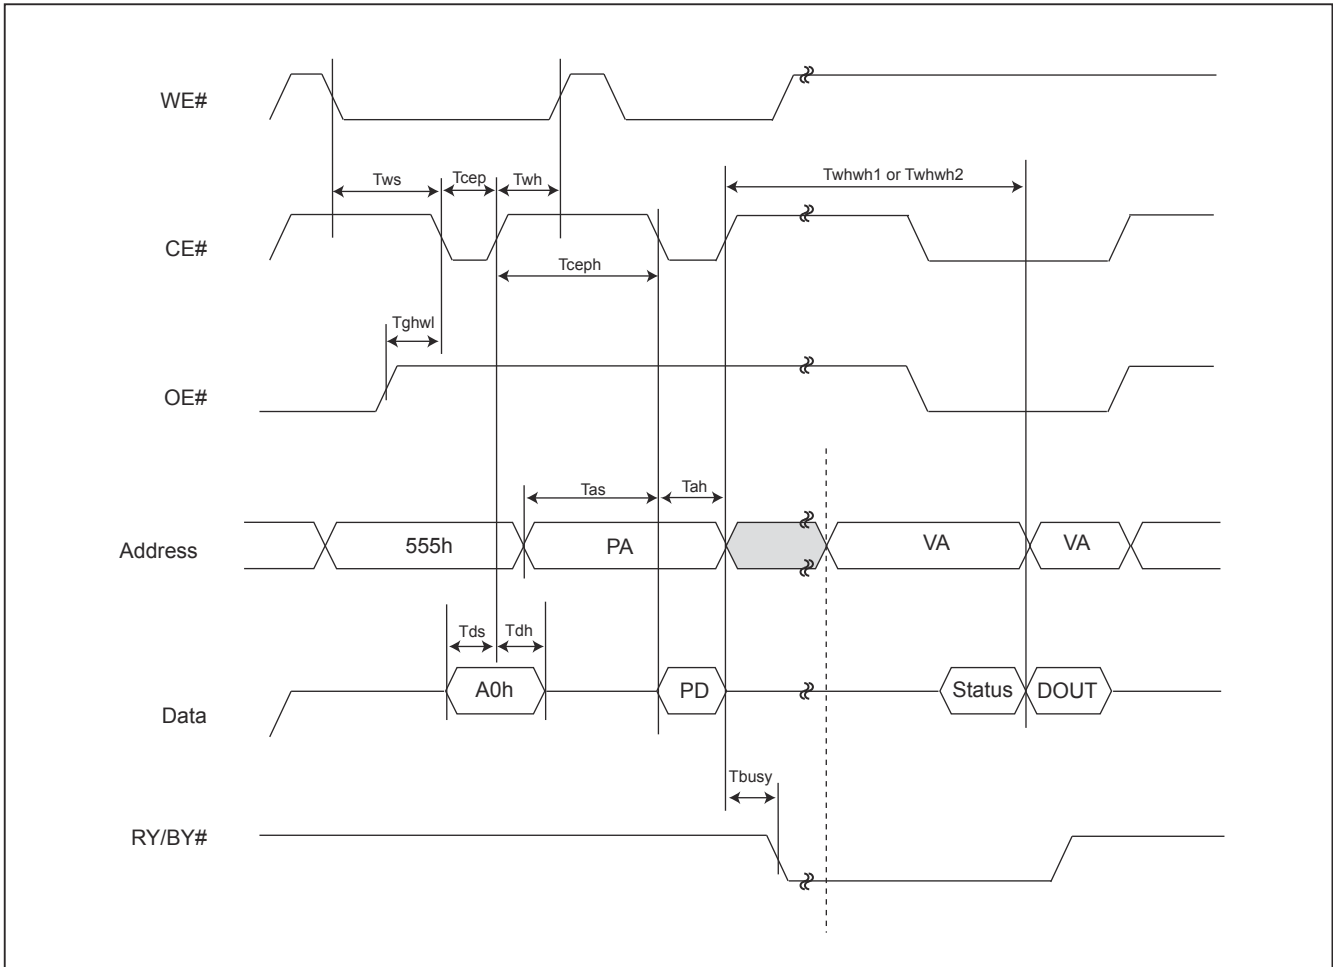 WE#
Tws
Tcep
Twh
Twhwh1 or Twhwh2
CE#
Tceph
Tghwl
OE#
Tas
Tah
Address
555h
PA
VA
VA
Tds
Tdh
Data
A0h
PD
Status
DOUT
Tbusy
RY/BY#